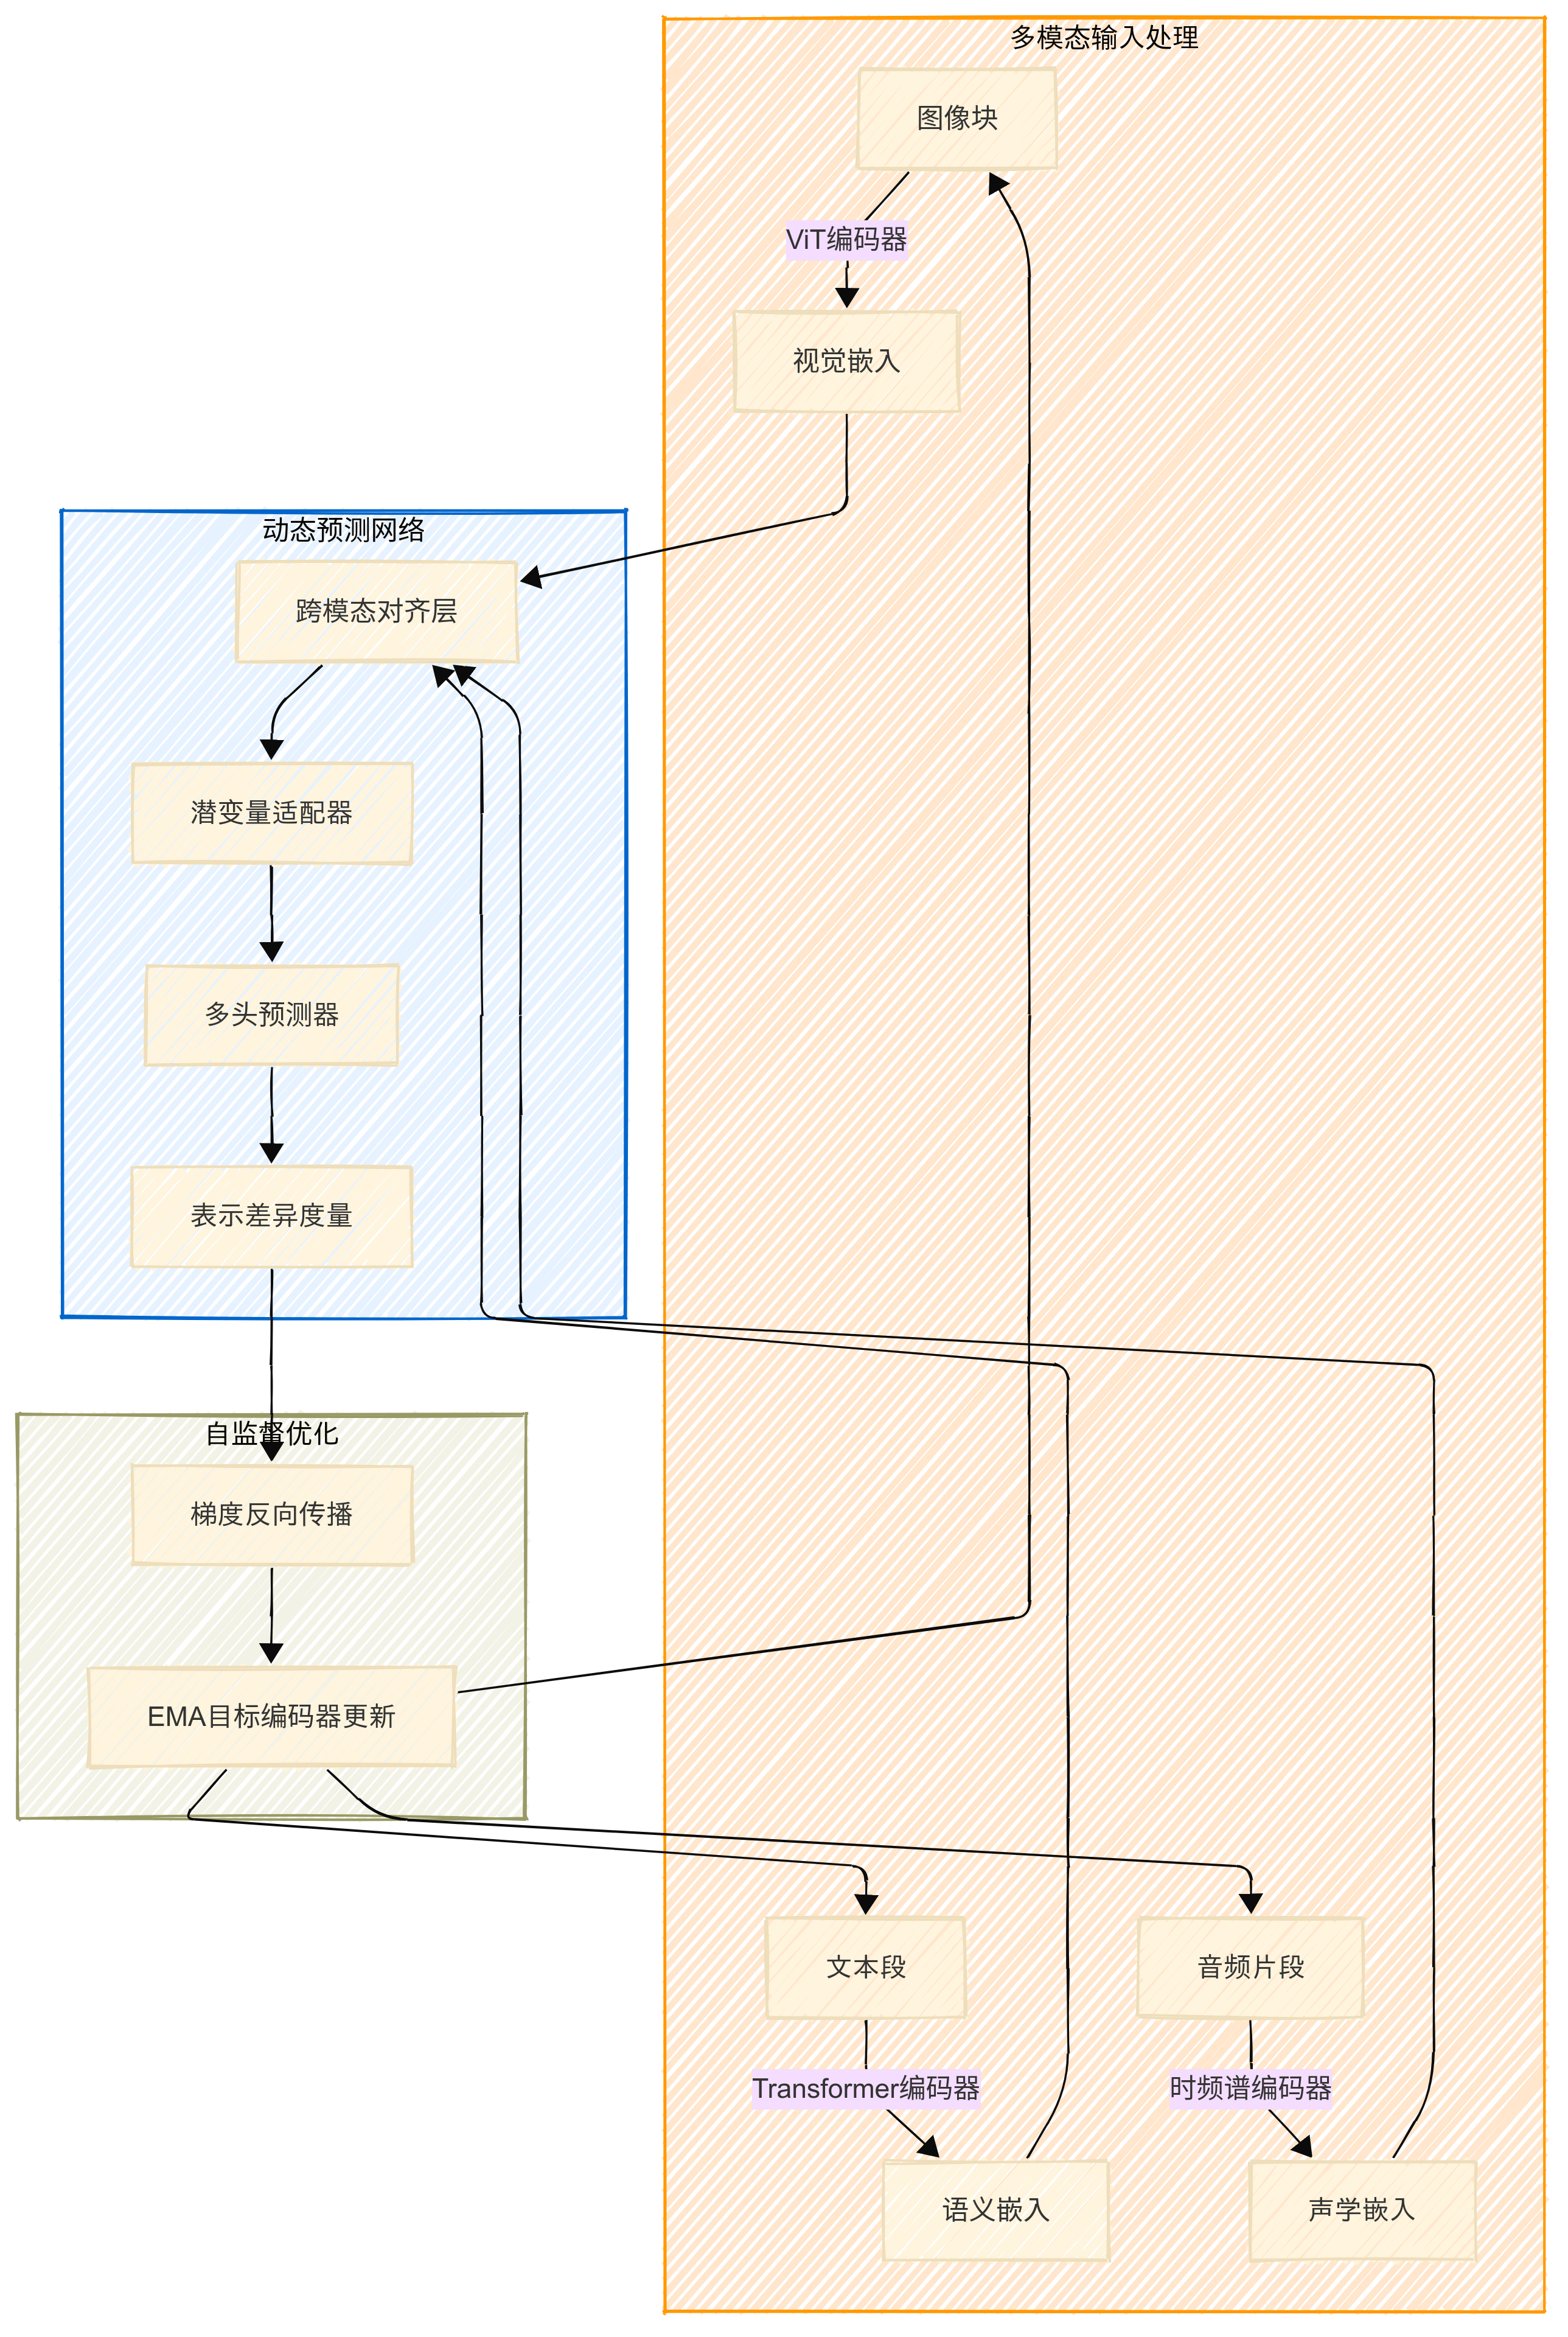 多模态输入处理
图像块
ViT编码器
视觉嵌入
动态预测网络
跨模态对齐层
潜变量适配器
多头预测器
表示差异度量
自监督优化
梯度反向传播
EMA目标编码器更新
文本段
音频片段
Transformer编码器
时频谱编码器
语义嵌入
声学嵌入